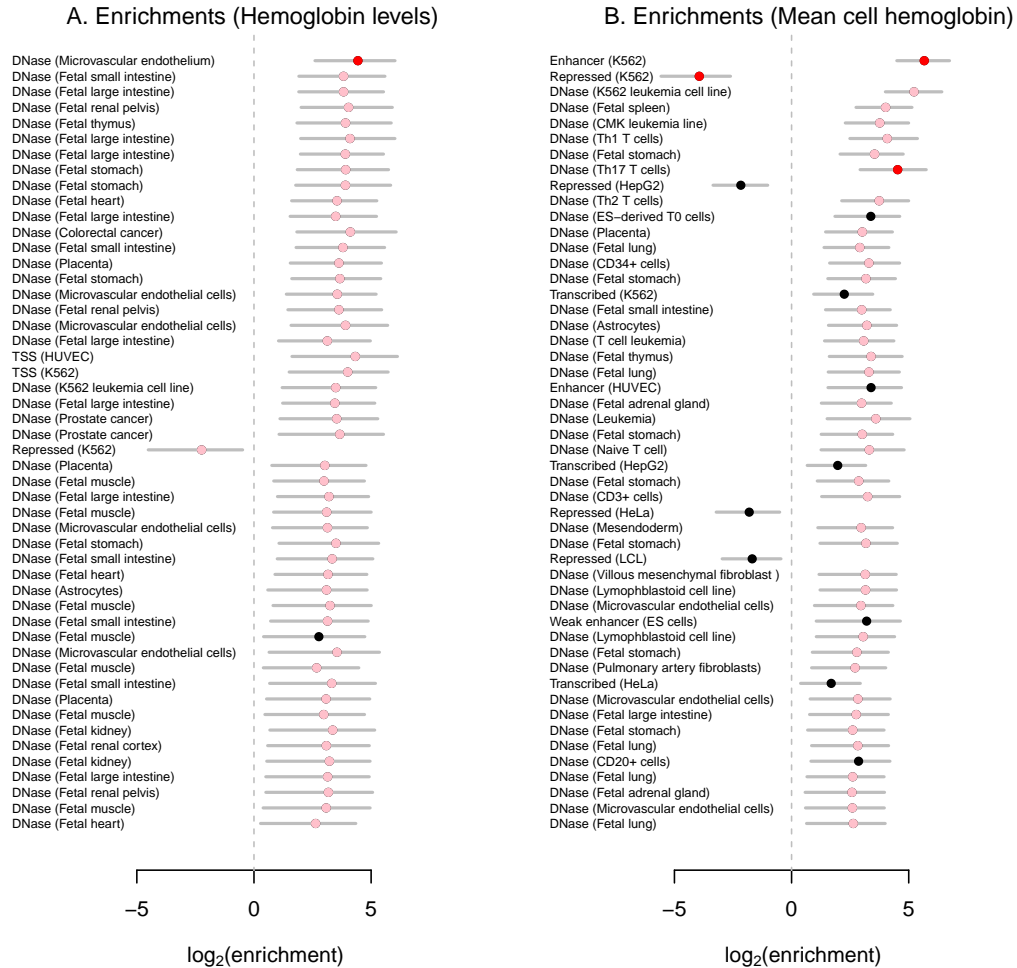 A. Enrichments (Hemoglobin levels)
DNase (Microvascular endothelium)
DNase (Fetal small intestine)
DNase (Fetal large intestine)
DNase (Fetal renal pelvis)
DNase (Fetal thymus)
DNase (Fetal large intestine)
DNase (Fetal large intestine)
DNase (Fetal stomach)
DNase (Fetal stomach)
DNase (Fetal heart)
DNase (Fetal large intestine)
DNase (Colorectal cancer)
DNase (Fetal small intestine)
DNase (Placenta)
DNase (Fetal stomach)
DNase (Microvascular endothelial cells)
DNase (Fetal renal pelvis)
DNase (Microvascular endothelial cells)
DNase (Fetal large intestine)
TSS (HUVEC)
TSS (K562)
DNase (K562 leukemia cell line)
DNase (Fetal large intestine)
DNase (Prostate cancer)
DNase (Prostate cancer)
Repressed (K562)
DNase (Placenta)
DNase (Fetal muscle)
DNase (Fetal large intestine)
DNase (Fetal muscle)
DNase (Microvascular endothelial cells)
DNase (Fetal stomach)
DNase (Fetal small intestine)
DNase (Fetal heart)
DNase (Astrocytes)
DNase (Fetal muscle)
DNase (Fetal small intestine)
DNase (Fetal muscle)
DNase (Microvascular endothelial cells)
DNase (Fetal muscle)
DNase (Fetal small intestine)
DNase (Placenta)
DNase (Fetal muscle)
DNase (Fetal kidney)
DNase (Fetal renal cortex)
DNase (Fetal kidney)
DNase (Fetal large intestine)
DNase (Fetal renal pelvis)
DNase (Fetal muscle)
DNase (Fetal heart)
−5 0 5
log₂(enrichment)
B. Enrichments (Mean cell hemoglobin)
Enhancer (K562)
Repressed (K562)
DNase (K562 leukemia cell line)
DNase (Fetal spleen)
DNase (CMK leukemia line)
DNase (Th1 T cells)
DNase (Fetal stomach)
DNase (Th17 T cells)
Repressed (HepG2)
DNase (Th2 T cells)
DNase (ES−derived T0 cells)
DNase (Placenta)
DNase (Fetal lung)
DNase (CD34+ cells)
DNase (Fetal stomach)
Transcribed (K562)
DNase (Fetal small intestine)
DNase (Astrocytes)
DNase (T cell leukemia)
DNase (Fetal thymus)
DNase (Fetal lung)
Enhancer (HUVEC)
DNase (Fetal adrenal gland)
DNase (Leukemia)
DNase (Fetal stomach)
DNase (Naive T cell)
Transcribed (HepG2)
DNase (Fetal stomach)
DNase (CD3+ cells)
Repressed (HeLa)
DNase (Mesendoderm)
DNase (Fetal stomach)
Repressed (LCL)
DNase (Villous mesenchymal fibroblast )
DNase (Lymphoblastoid cell line)
DNase (Microvascular endothelial cells)
Weak enhancer (ES cells)
DNase (Lymphoblastoid cell line)
DNase (Fetal stomach)
DNase (Pulmonary artery fibroblasts)
Transcribed (HeLa)
DNase (Microvascular endothelial cells)
DNase (Fetal large intestine)
DNase (Fetal stomach)
DNase (Fetal lung)
DNase (CD20+ cells)
DNase (Fetal lung)
DNase (Fetal adrenal gland)
DNase (Microvascular endothelial cells)
DNase (Fetal lung)
−5 0 5
log₂(enrichment)